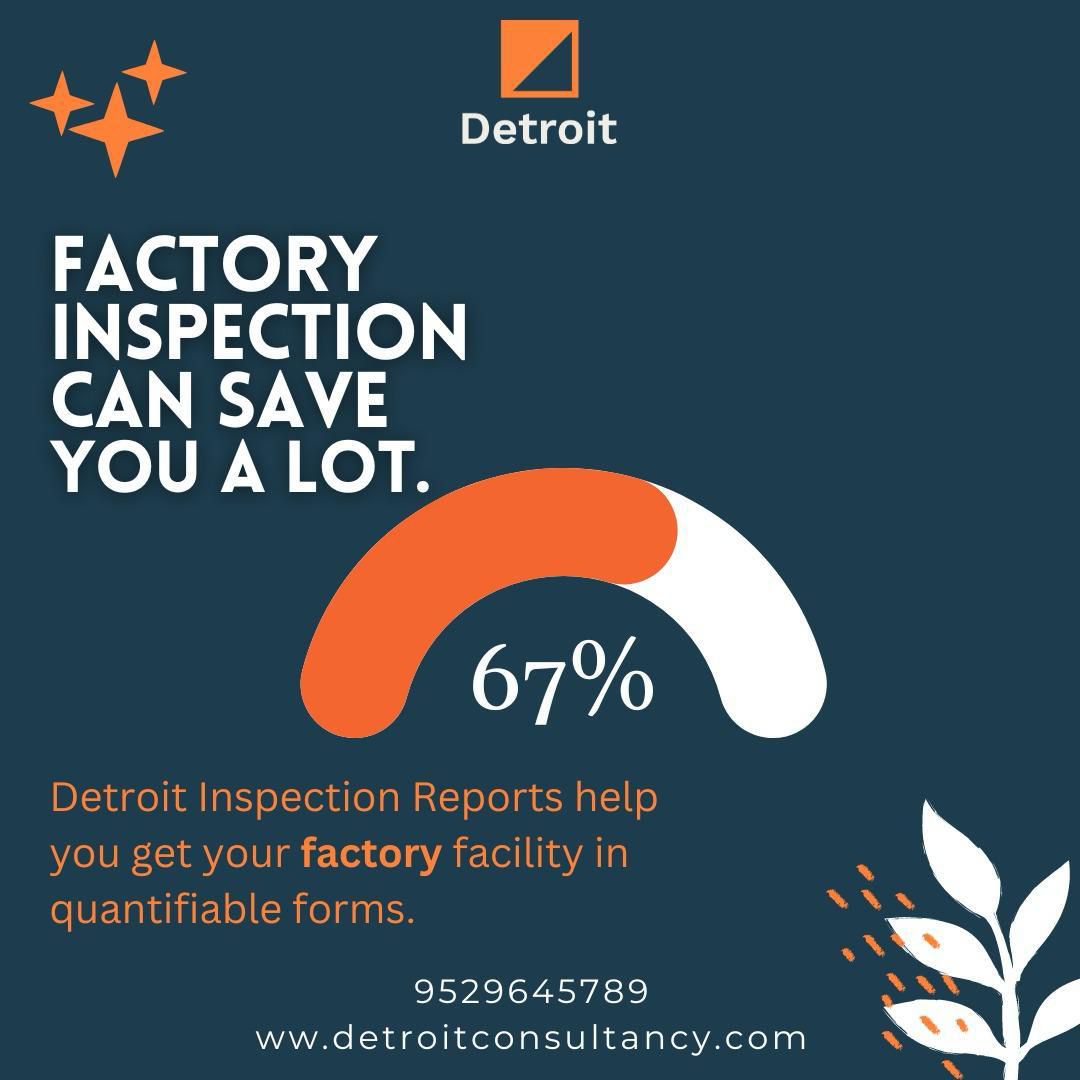 Detroit
FACTORY
INSPECTION
CAN SAVE
YOU A LOT.
67%
Detroit Inspection Reports help
you get your factory facility in
quantifiable forms.
9529645789
www.detroitconsultancy.com